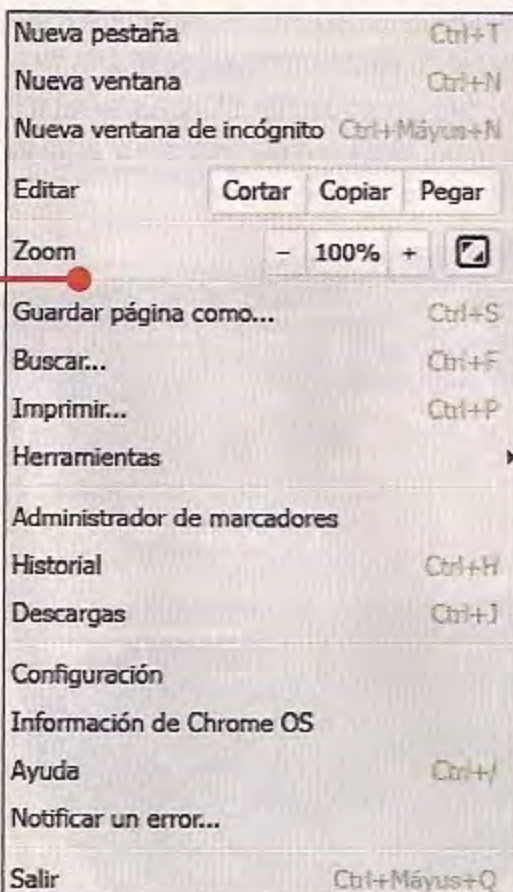 Nueva pestaña Ctrl+T
Nueva ventana Ctrl+N
Nueva ventana de incógnito Ctrl+Máyus+N
Editar Cortar Copiar Pegar
Zoom - 100% +
Guardar página como... Ctrl+S
Buscar... Ctrl+F
Imprimir... Ctrl+P
Herramientas
Administrador de marcadores
Historial Ctrl+H
Descargas Ctrl+J
Configuración
Información de Chrome OS
Ayuda Ctrl+/
Notificar un error...
Salir Ctrl+Máyus+Q